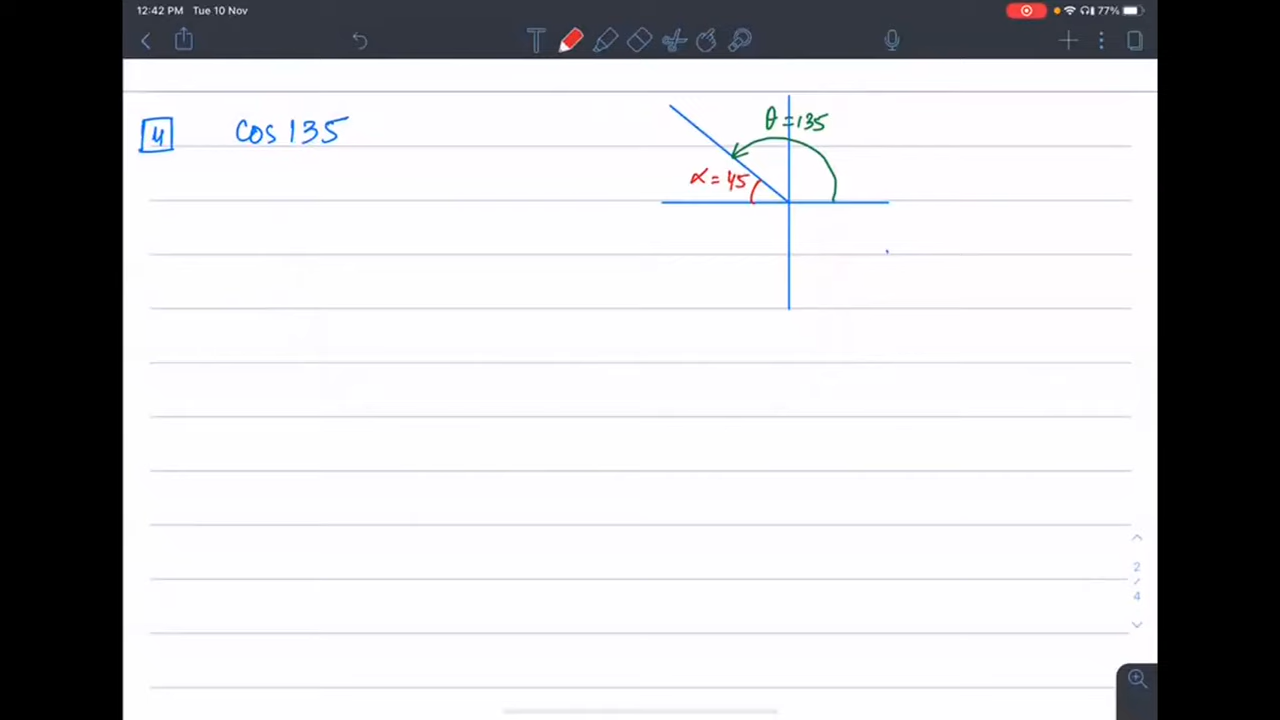 12:42 PM Tue 10 Nov
77%
T
4 cos 135
θ = 135
α = 45
2
/
4